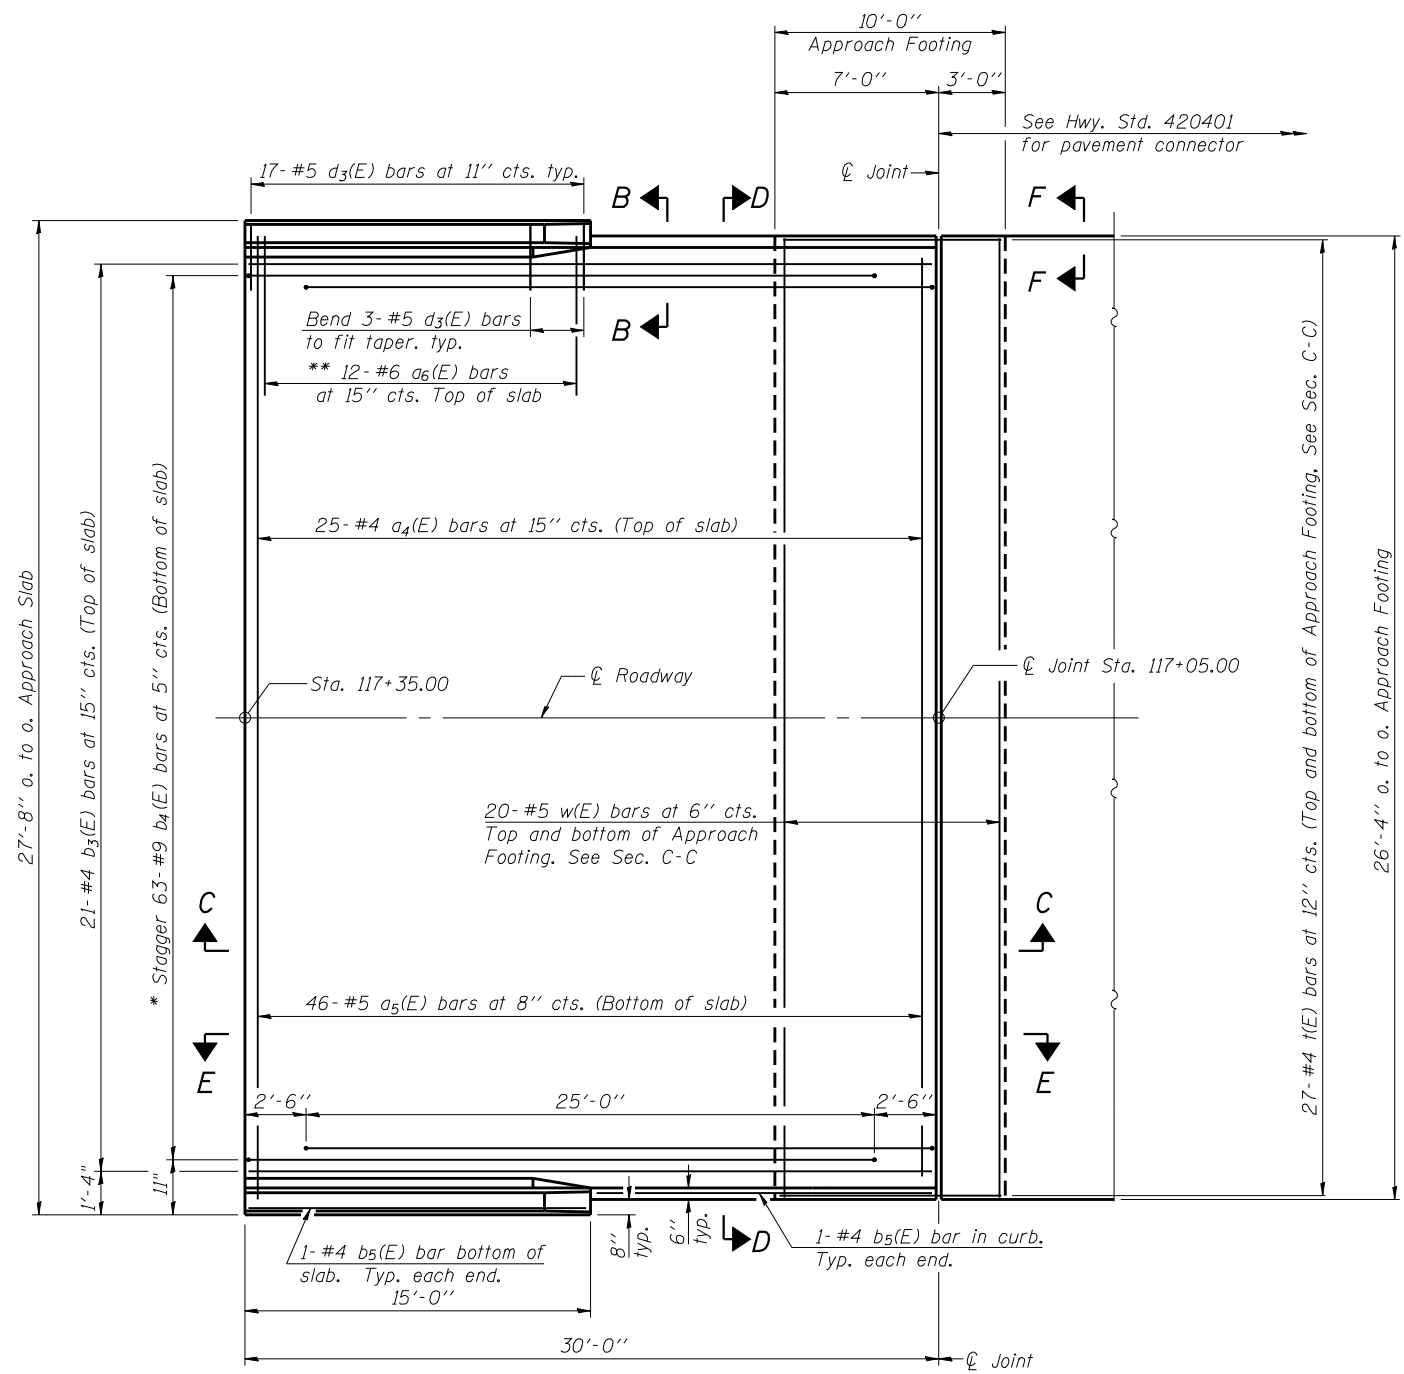 10'-0''
Approach Footing
7'-0''
3'-0''
See Hwy. Std. 420401
for pavement connector
17-#5 d3(E) bars at 11'' cts. typ.
℄ Joint
B
D
F
F
B
Bend 3-#5 d3(E) bars
to fit taper. typ.
** 12-#6 a6(E) bars
at 15'' cts. Top of slab
27'-8'' o. to o. Approach Slab
21-#4 b3(E) bars at 15'' cts. (Top of slab)
* Stagger 63-#9 b4(E) bars at 5'' cts. (Bottom of slab)
25-#4 a4(E) bars at 15'' cts. (Top of slab)
27-#4 t(E) bars at 12'' cts. (Top and bottom of Approach Footing. See Sec. C-C)
26'-4'' o. to o. Approach Footing
Sta. 117+35.00
℄ Roadway
℄ Joint Sta. 117+05.00
20-#5 w(E) bars at 6'' cts.
Top and bottom of Approach
Footing. See Sec. C-C
C
C
46-#5 a5(E) bars at 8'' cts. (Bottom of slab)
E
E
2'-6''
25'-0''
2'-6''
1'-4"
11"
8''
typ.
6''
typ.
D
1-#4 b5(E) bar bottom of
slab. Typ. each end.
1-#4 b5(E) bar in curb.
Typ. each end.
15'-0''
30'-0''
℄ Joint